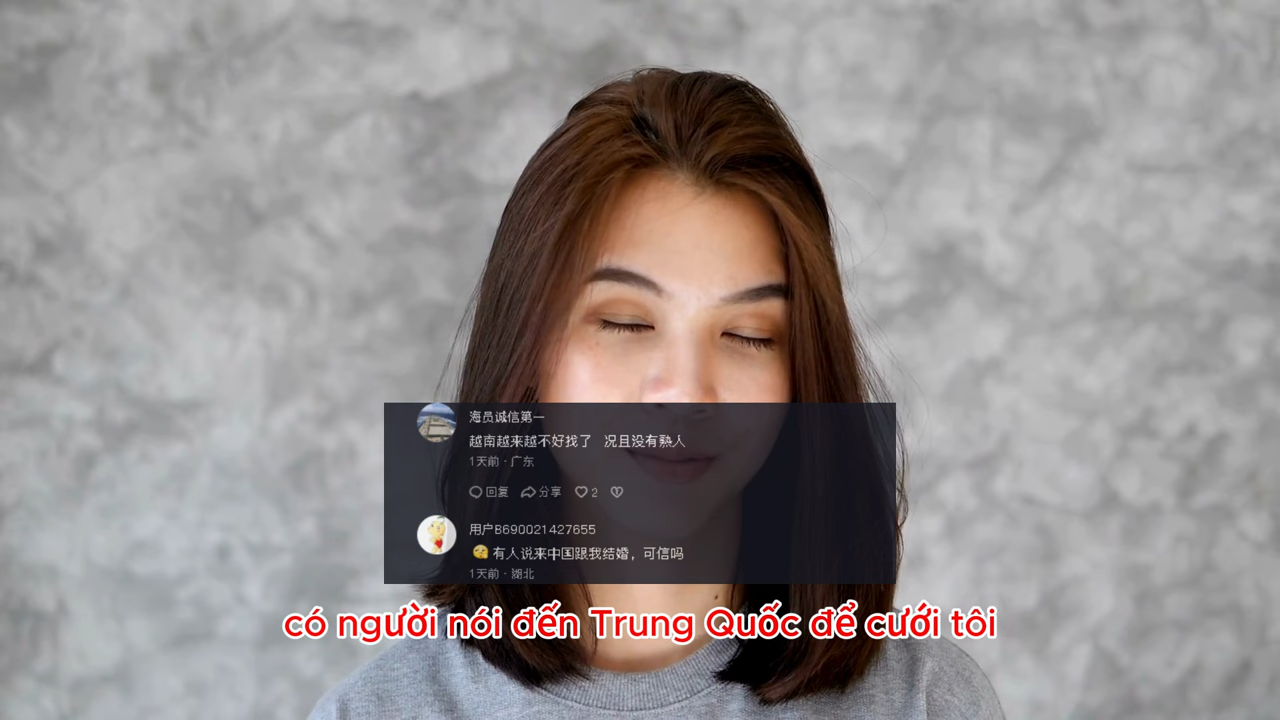 海员诚信第一
越南越来越不好找了 况且没有熟人
1天前 · 广东
回复 分享 2
用户B690021427655
有人说来中国跟我结婚，可信吗
1天前 · 湖北
có người nói đến Trung Quốc để cưới tôi